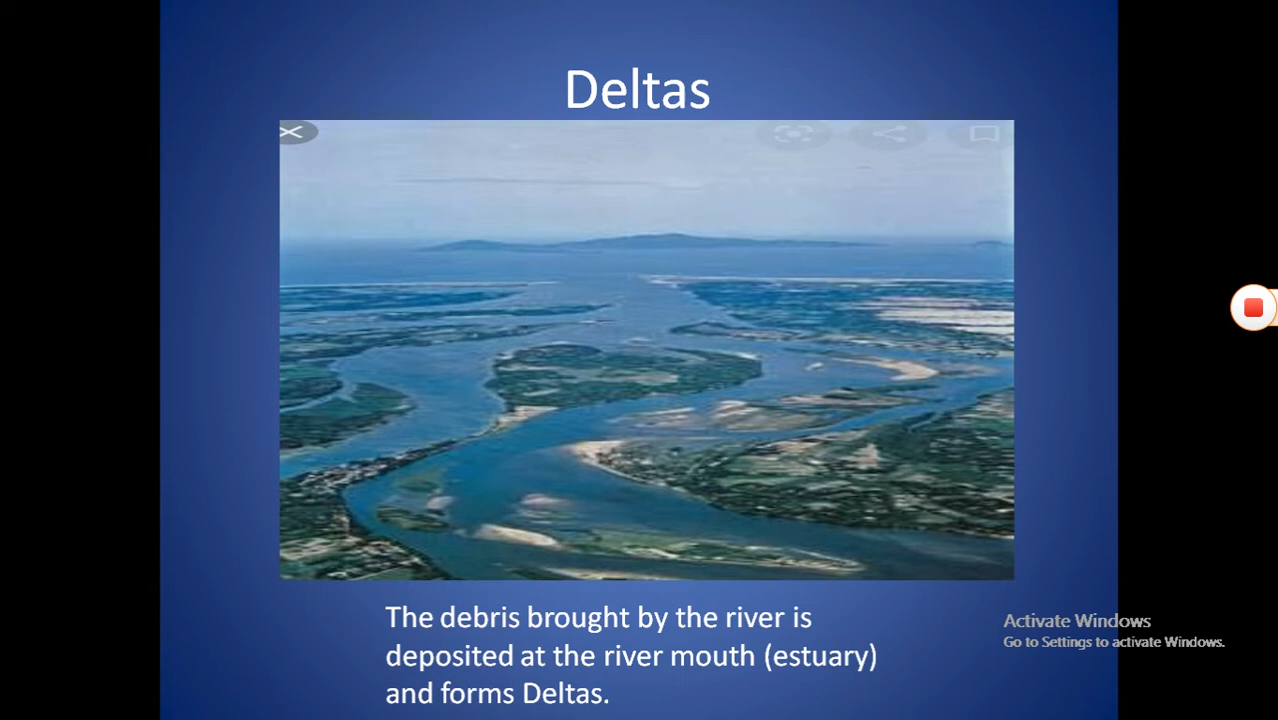 Deltas
The debris brought by the river is
deposited at the river mouth (estuary)
and forms Deltas.
Activate Windows
Go to Settings to activate Windows.